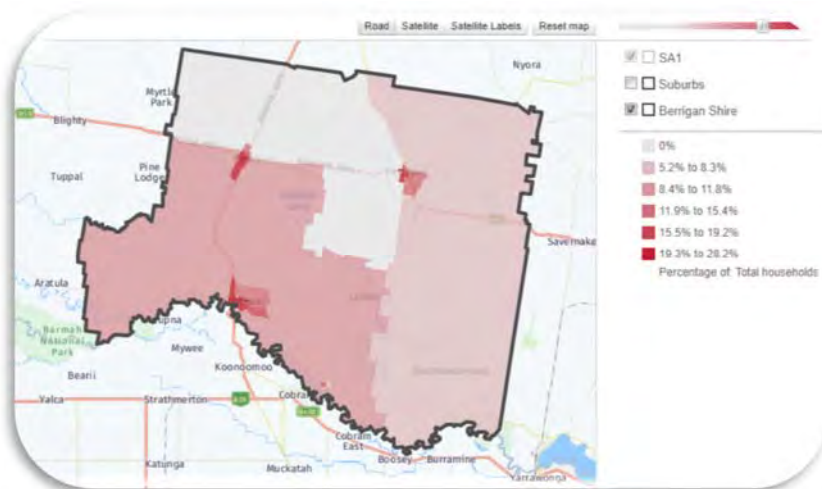 Road Satellite Satellite Labels Reset map
SA1
Suburbs
Berrigan Shire
0%
5.2% to 8.3%
8.4% to 11.8%
11.9% to 15.4%
15.5% to 19.2%
19.3% to 28.2%
Percentage of Total households
Nyora
Myrtle
Park
Blighty
Pine
Lodge
Tuppal
Savernake
Aratula
Barmah
National
Park
Mywee
Bearii
Koonoomoo
Yalca
Strathmerton
Cobram
East
Katunga
Muckatah
Boosey
Burramine
Yarrawonga